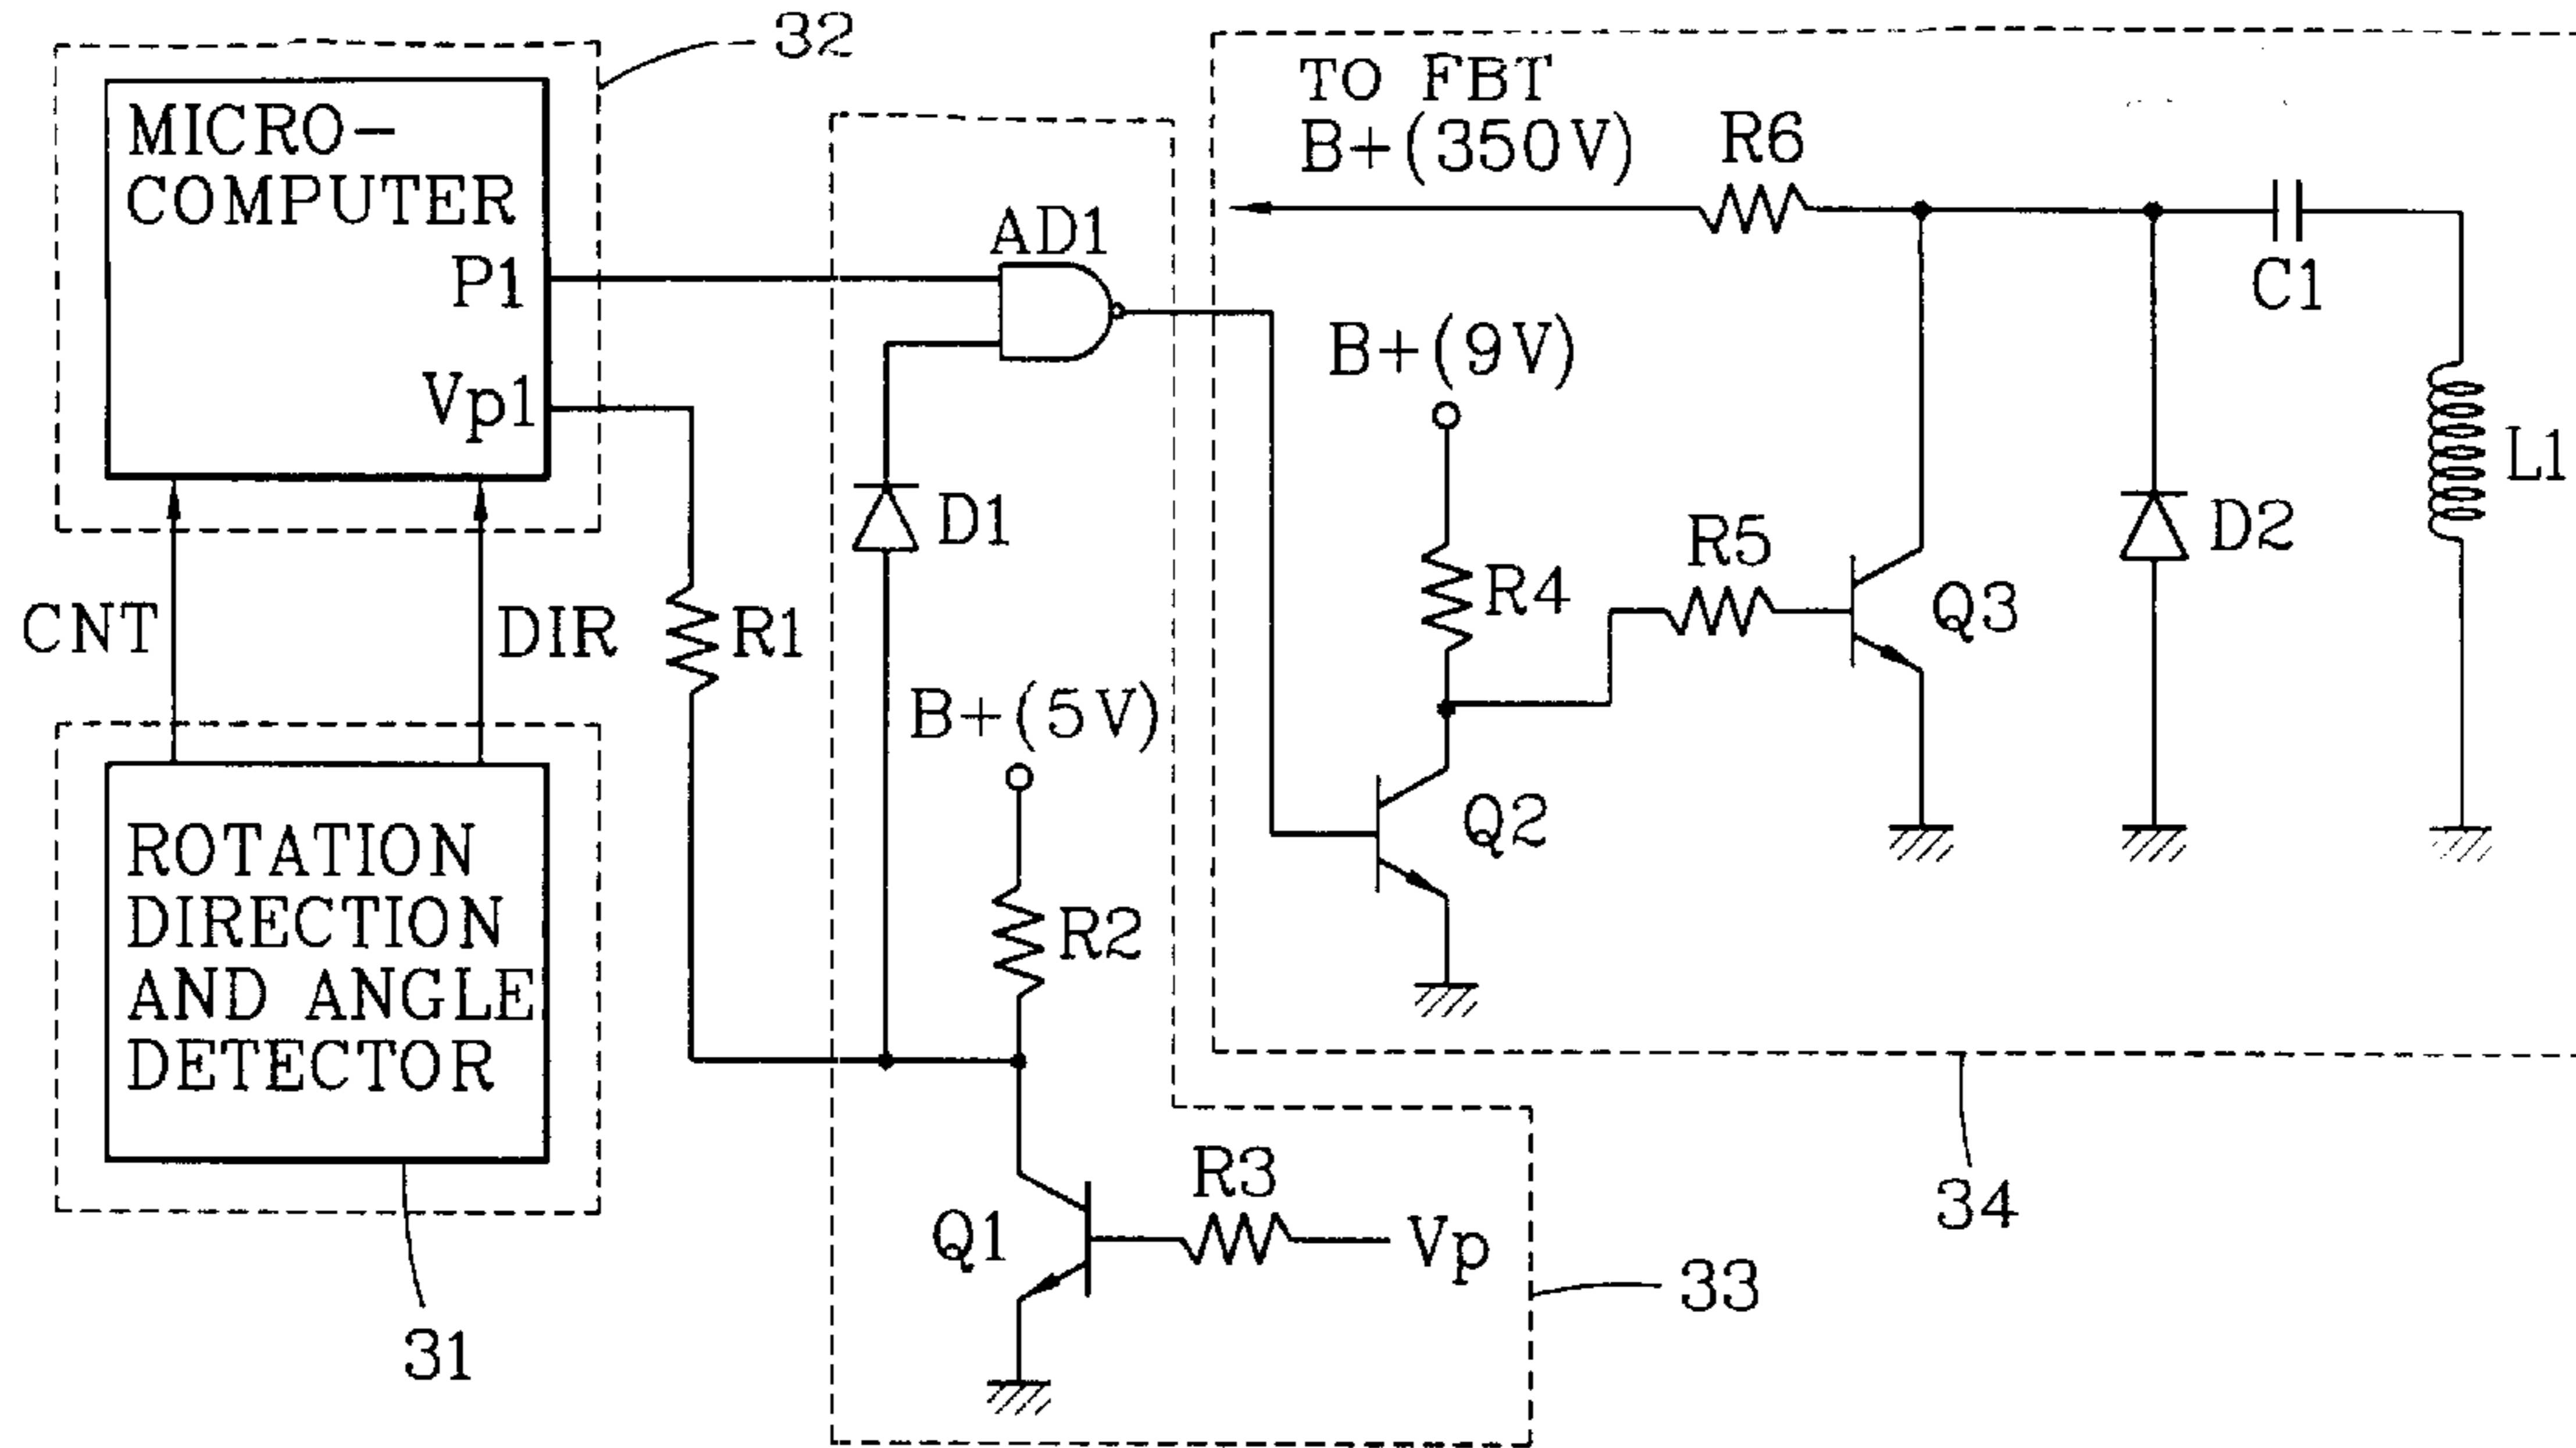 32
MICRO-
COMPUTER
P1
Vp1
CNT
DIR
ROTATION
DIRECTION
AND ANGLE
DETECTOR
31
R1
AD1
D1
B+(5V)
R2
Q1
R3
Vp
33
TO FBT
B+(350V)
R6
C1
B+(9V)
R4
R5
Q3
D2
L1
Q2
34